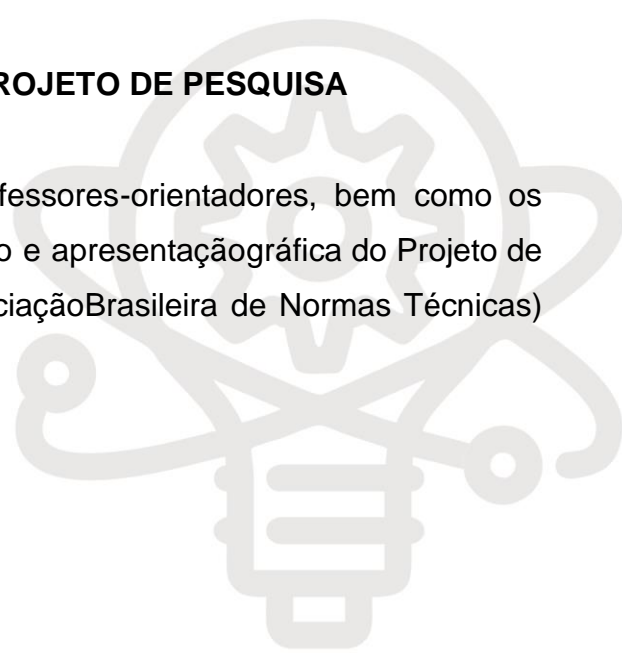 ROJETO DE PESQUISA
fessores-orientadores, bem como os
o e apresentaçãográfica do Projeto de
ciaçãoBrasileira de Normas Técnicas)